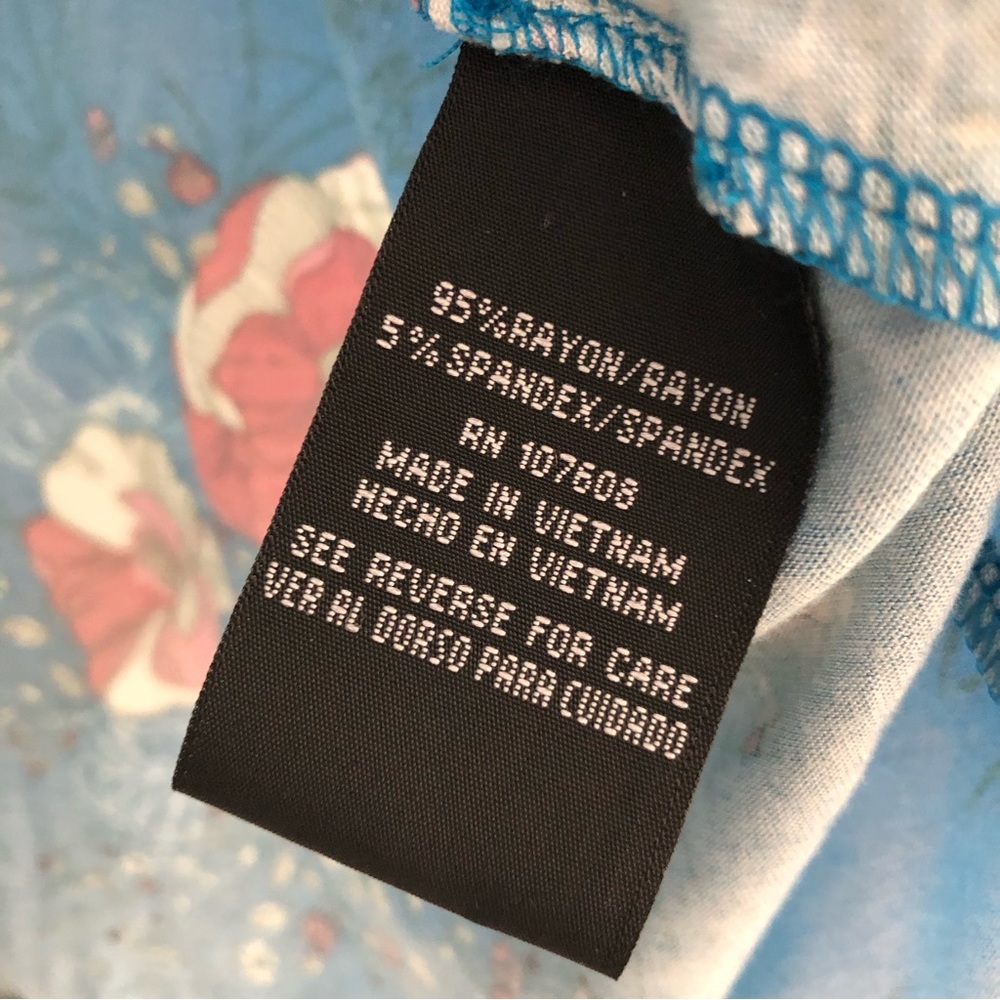 95%RAYON/RAYON
5%SPANDEX/SPANDEX
RN 107608
MADE IN VIETNAM
HECHO EN VIETNAM
SEE REVERSE FOR CARE
VER AL DORSO PARA CUIDADO